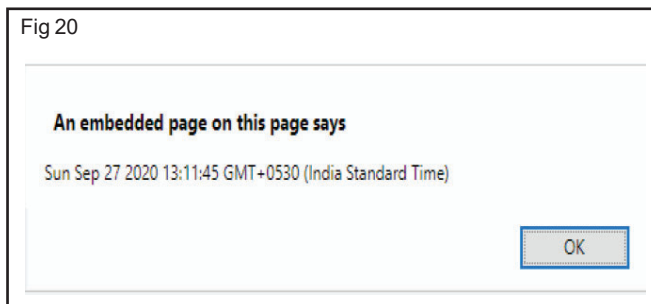 Fig 20
An embedded page on this page says
Sun Sep 27 2020 13:11:45 GMT+0530 (India Standard Time)
OK